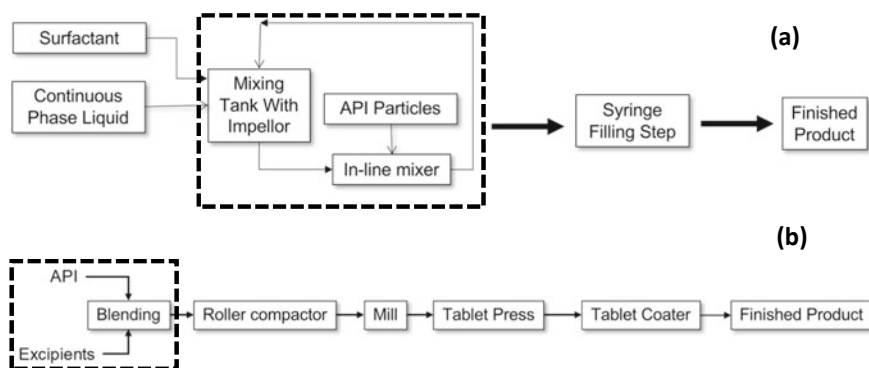 (a)
Surfactant
Continuous
Phase Liquid
Mixing
Tank With
Impellor
API Particles
In-line mixer
Syringe
Filling Step
Finished
Product
(b)
API
Blending
Excipients
Roller compactor
Mill
Tablet Press
Tablet Coater
Finished Product